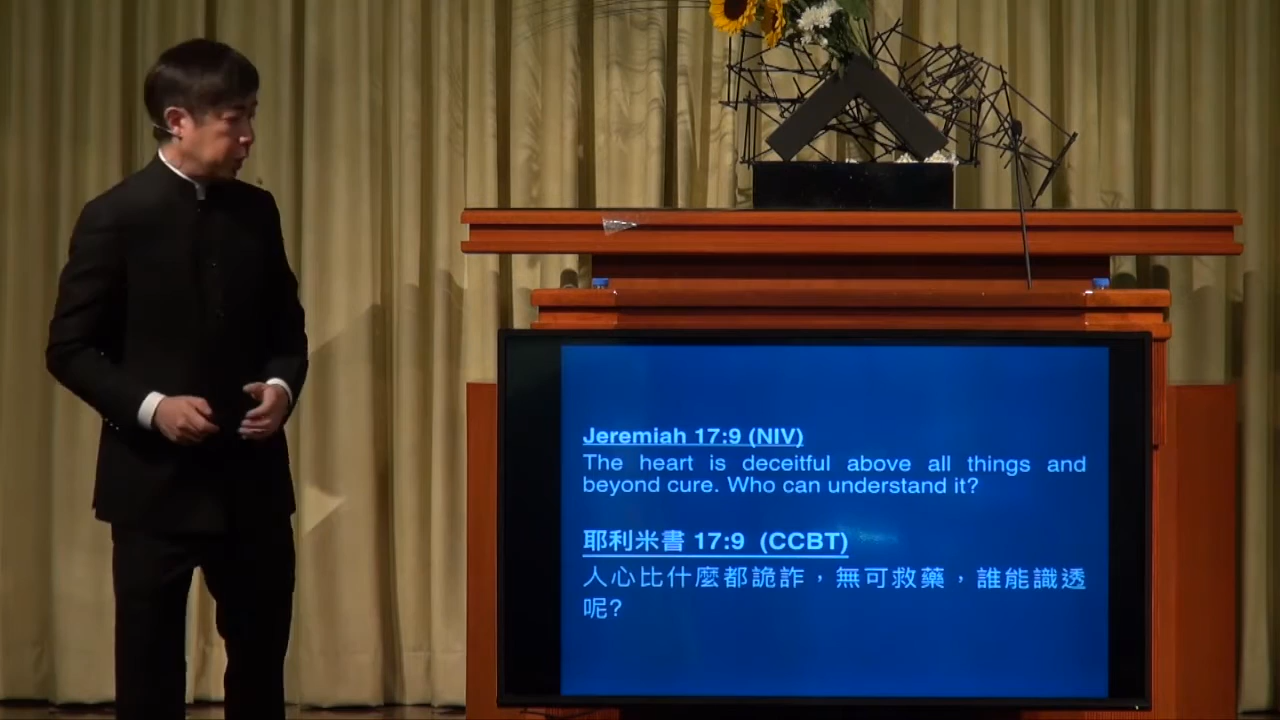 Jeremiah 17:9 (NIV)
The heart is deceitful above all things and
beyond cure. Who can understand it?
耶利米書 17:9 (CCBT)
人心比什麼都詭詐，無可救藥，誰能識透
呢?